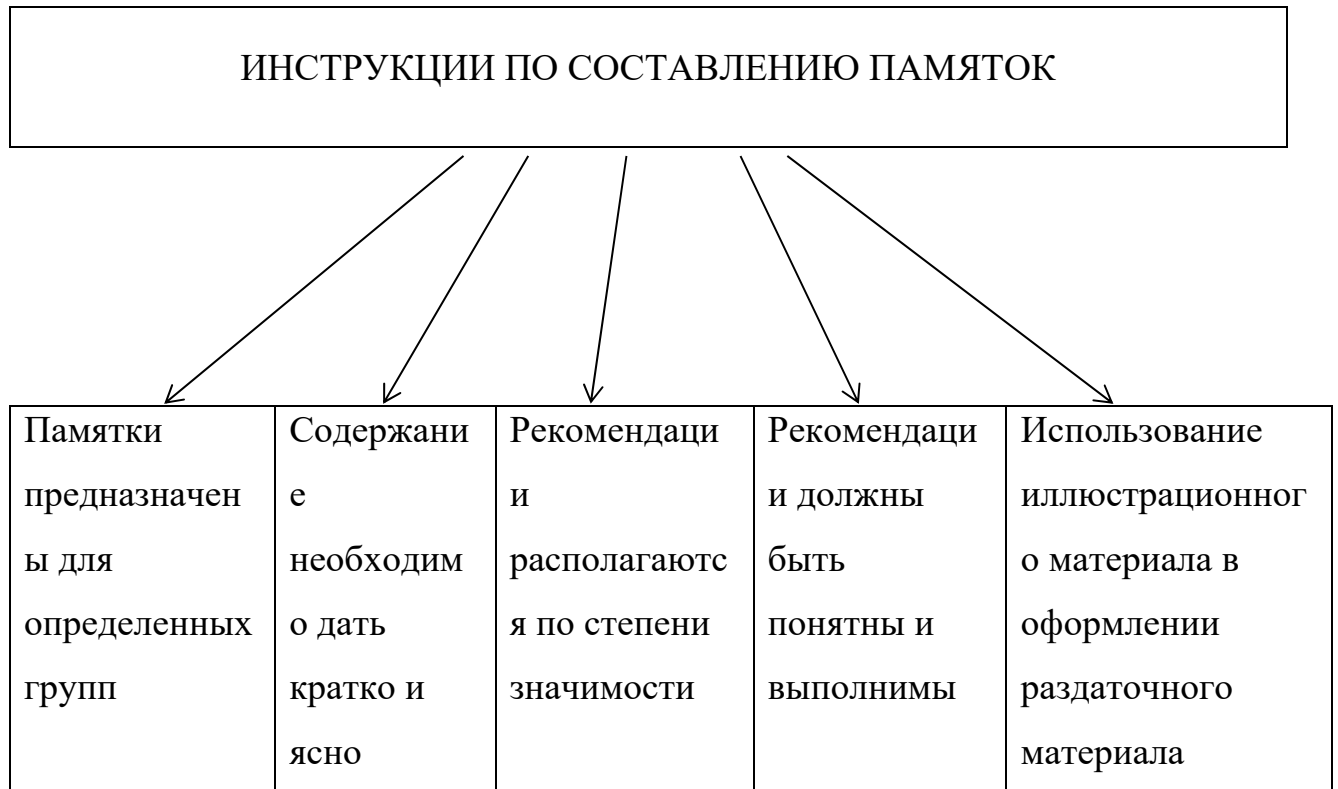 ИНСТРУКЦИИ ПО СОСТАВЛЕНИЮ ПАМЯТОК
Памятки
предназначен
ы для
определенных
групп
Содержани
е
необходим
о дать
кратко и
ясно
Рекомендаци
и
располагаютс
я по степени
значимости
Рекомендаци
и должны
быть
понятны и
выполнимы
Использование
иллюстрационног
о материала в
оформлении
раздаточного
материала